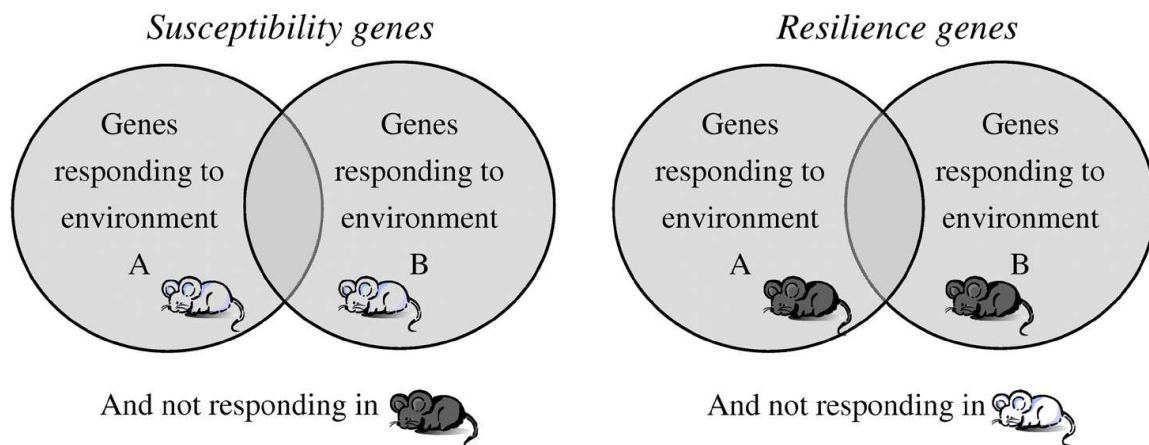 Susceptibility genes
Genes
responding to
environment
A
Genes
responding to
environment
B
And not responding in
Resilience genes
Genes
responding to
environment
A
Genes
responding to
environment
B
And not responding in